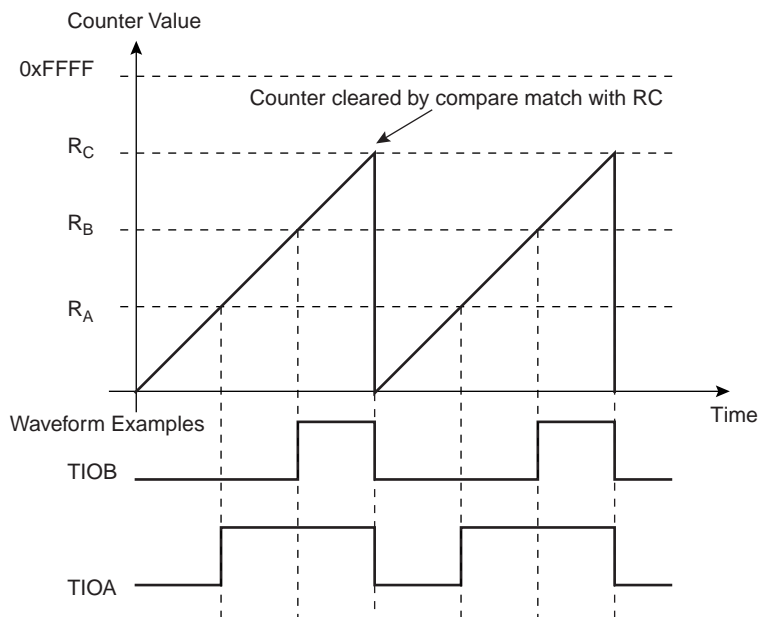 Counter Value
0xFFFF
Counter cleared by compare match with RC
RC
RB
RA
Time
Waveform Examples
TIOB
TIOA